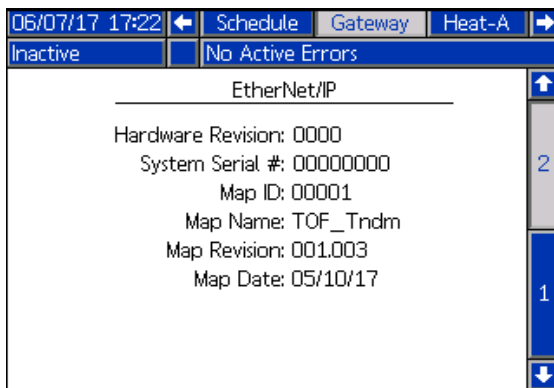 06/07/17 17:22 Schedule Gateway Heat-A
Inactive No Active Errors
EtherNet/IP
Hardware Revision: 0000
System Serial #: 00000000
Map ID: 00001
Map Name: TOF_Tndm
Map Revision: 001.003
Map Date: 05/10/17
2
1